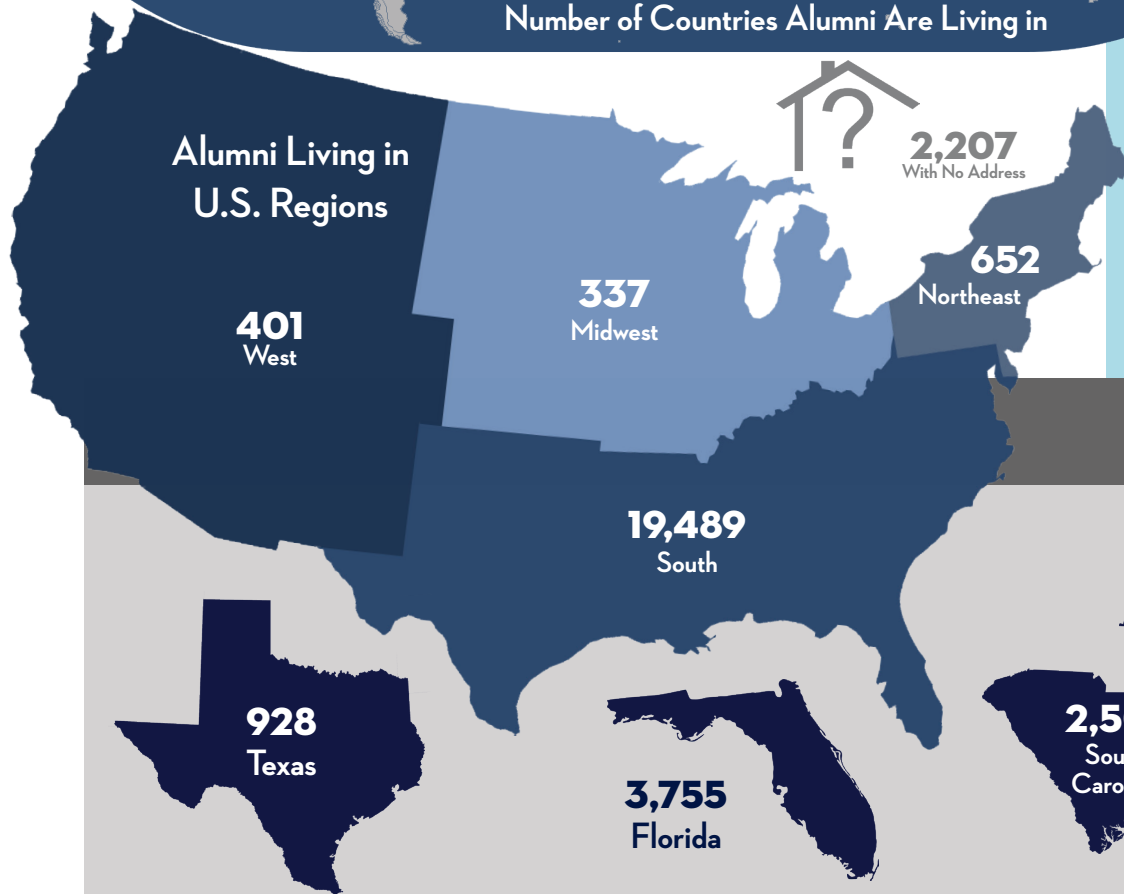 Number of Countries Alumni Are Living in
?
2,207
With No Address
Alumni Living in
U.S. Regions
652
Northeast
337
Midwest
401
West
19,489
South
928
Texas
3,755
Florida